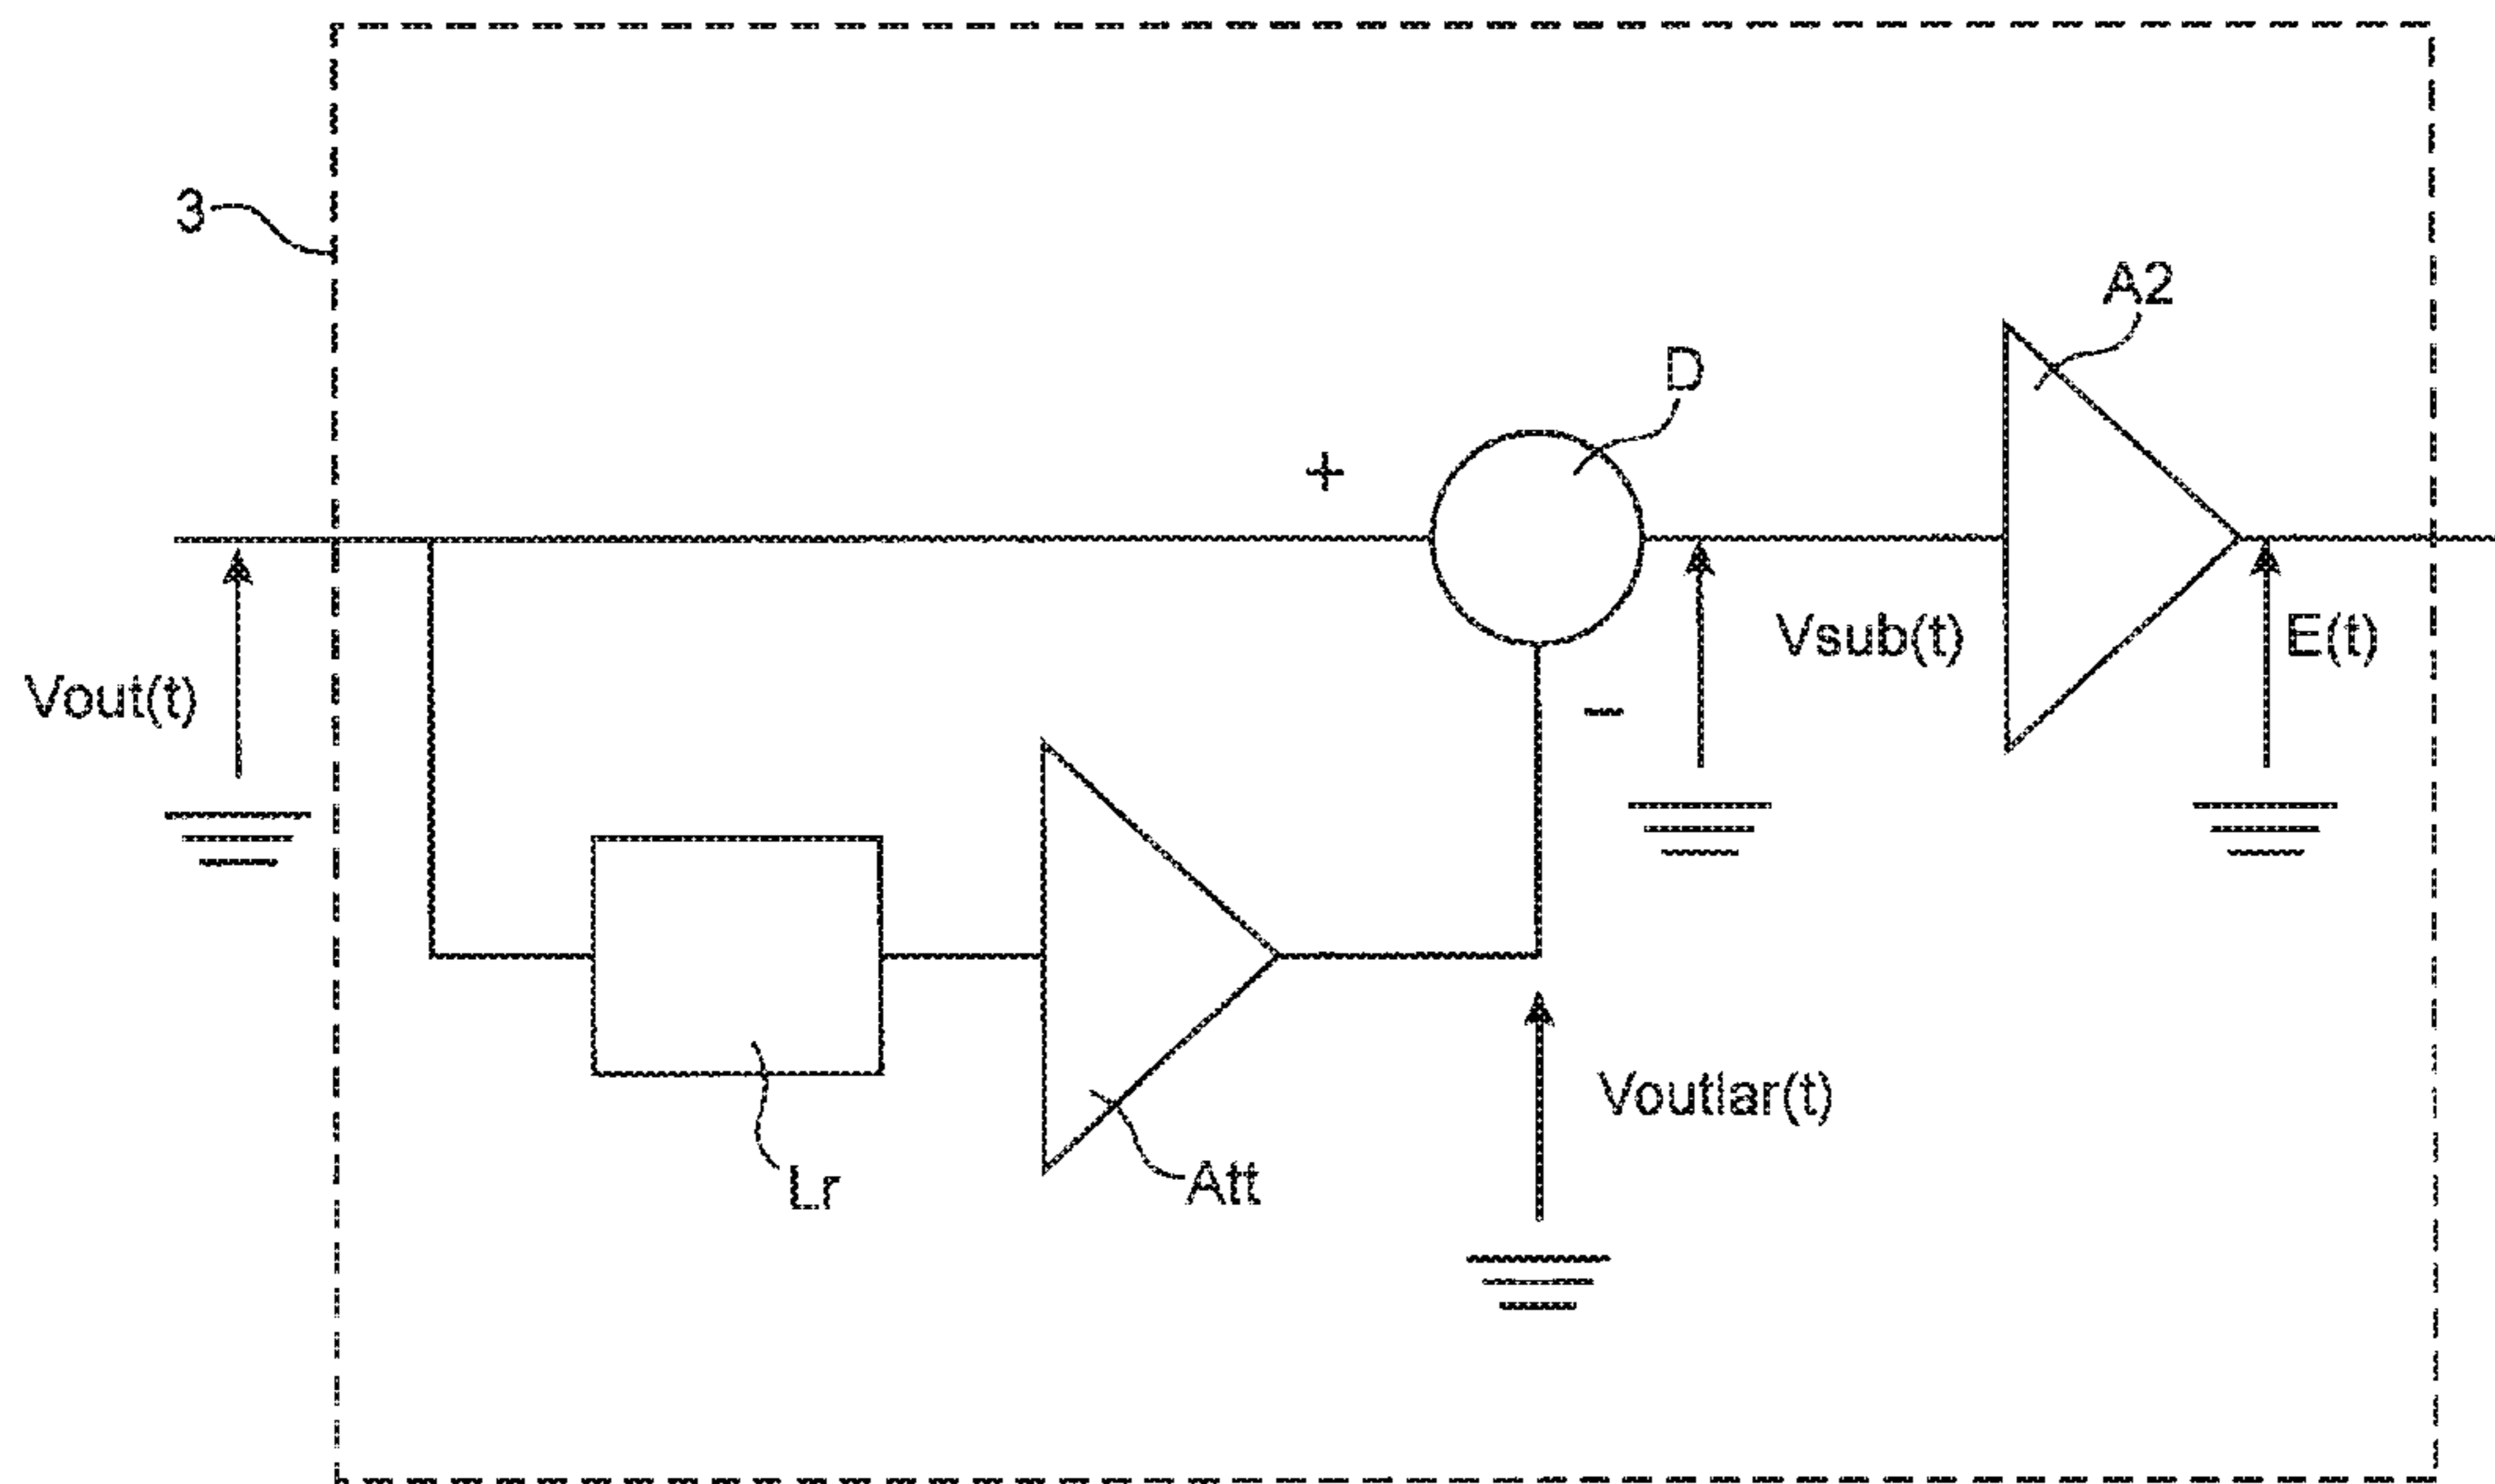 3
A2
D
+
Vout(t)
Vsub(t)
E(t)
-
Voutlar(t)
Lr
Att